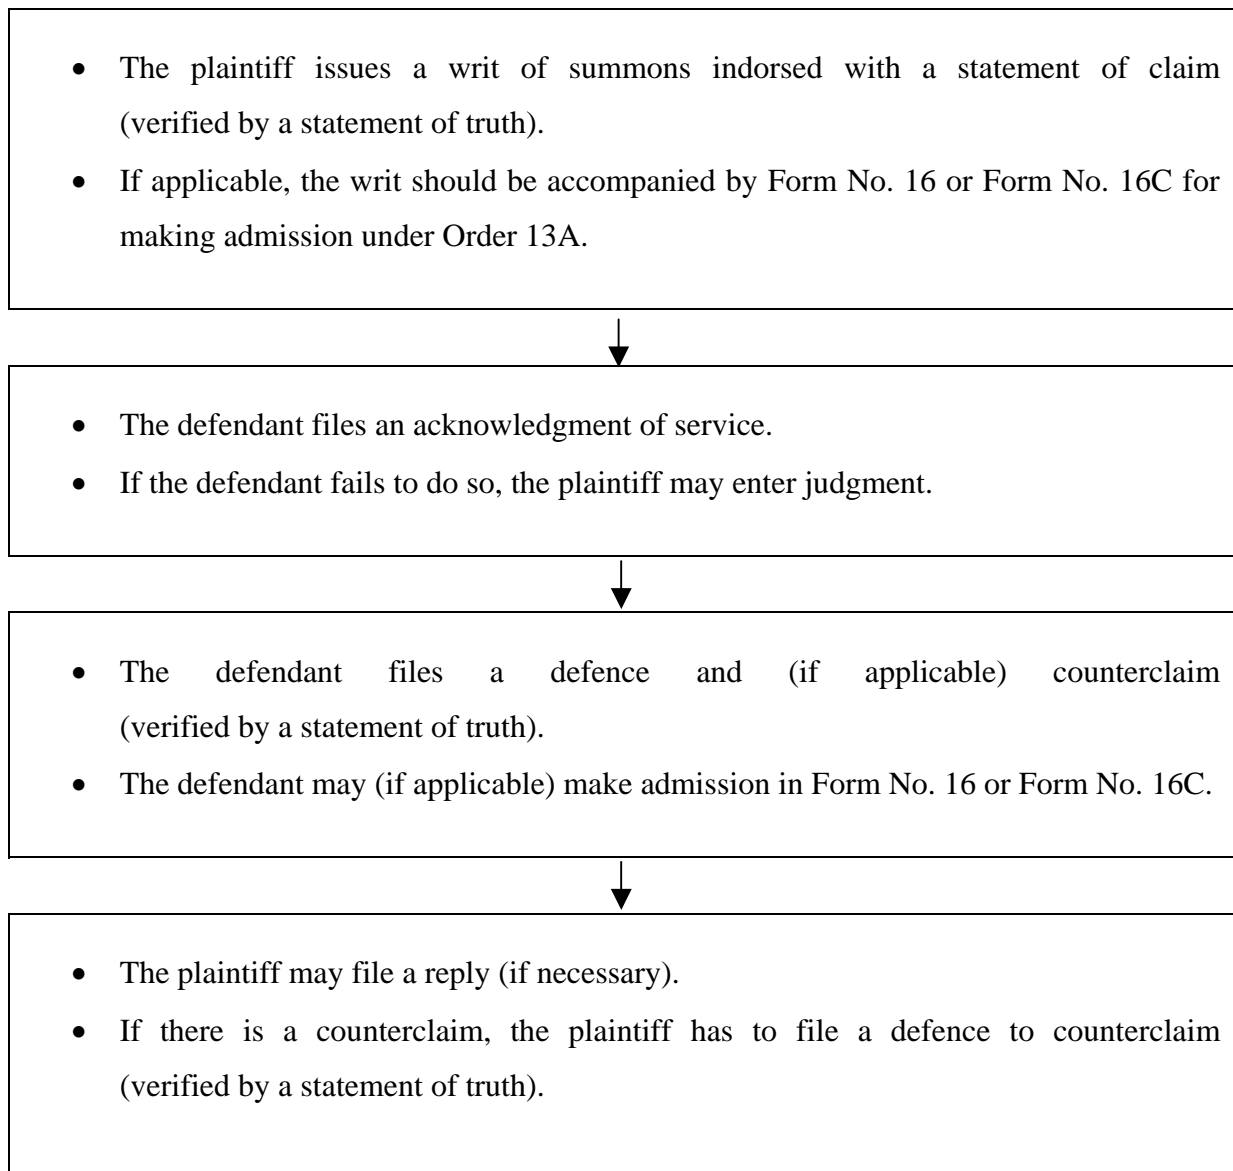 • The plaintiff issues a writ of summons indorsed with a statement of claim
(verified by a statement of truth).
• If applicable, the writ should be accompanied by Form No. 16 or Form No. 16C for
making admission under Order 13A.
• The defendant files an acknowledgment of service.
• If the defendant fails to do so, the plaintiff may enter judgment.
• The defendant files a defence and (if applicable) counterclaim
(verified by a statement of truth).
• The defendant may (if applicable) make admission in Form No. 16 or Form No. 16C.
• The plaintiff may file a reply (if necessary).
• If there is a counterclaim, the plaintiff has to file a defence to counterclaim
(verified by a statement of truth).